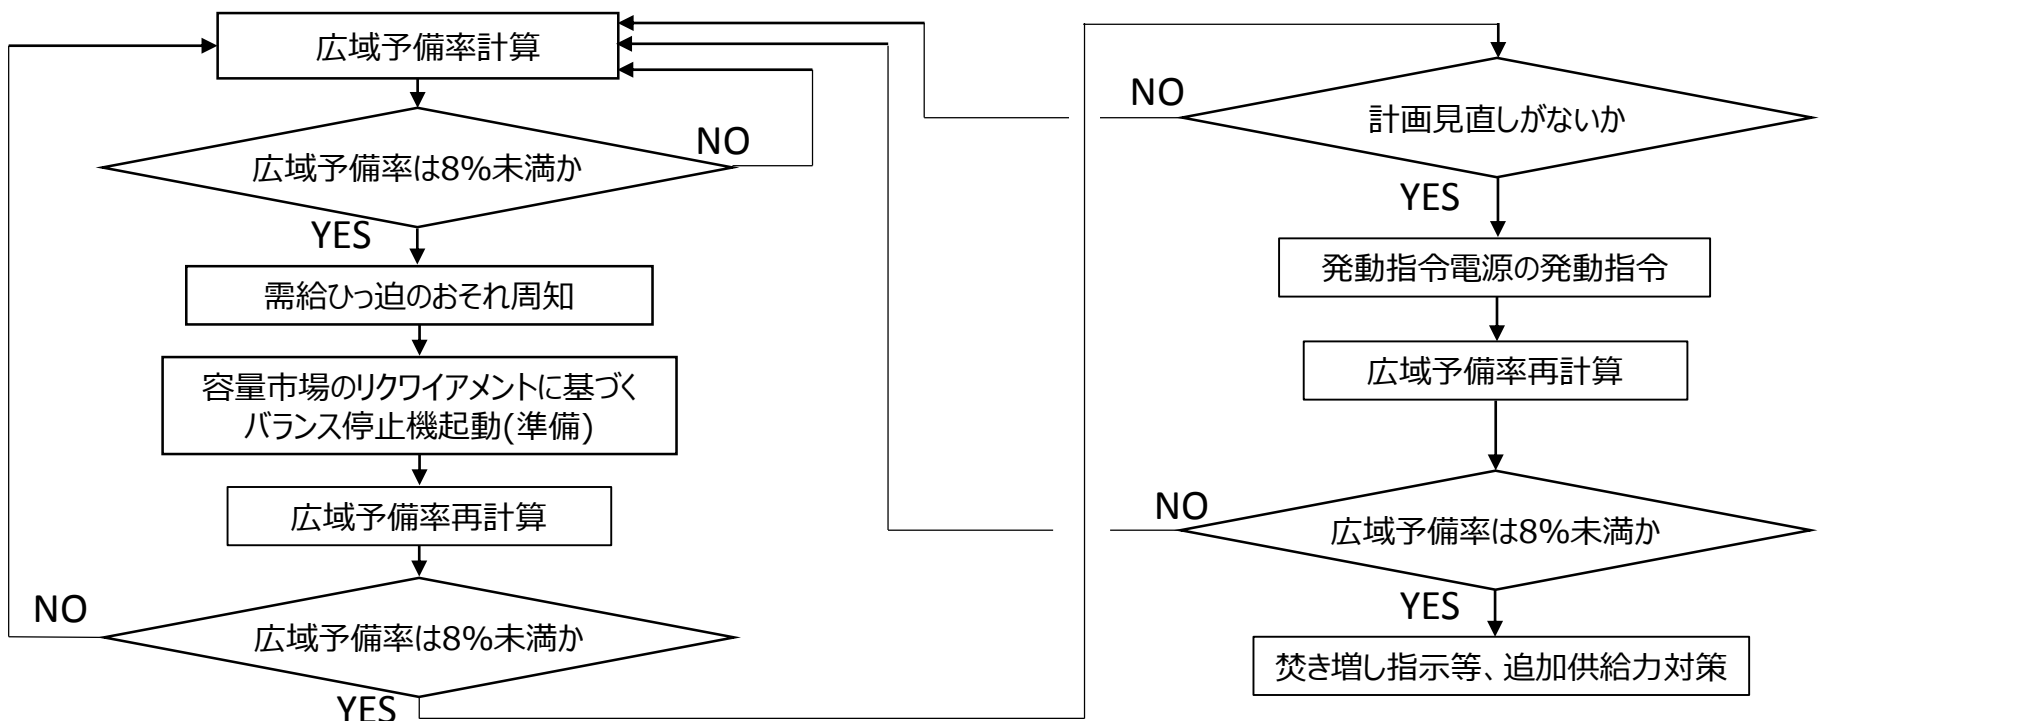 広域予備率計算
広域予備率は8%未満か
NO
YES
需給ひっ迫のおそれ周知
容量市場のリクワイアメントに基づく
バランス停止機起動(準備)
広域予備率再計算
NO
広域予備率は8%未満か
YES
NO
計画見直しがないか
YES
発動指令電源の発動指令
広域予備率再計算
NO
広域予備率は8%未満か
YES
焚き増し指示等、追加供給力対策